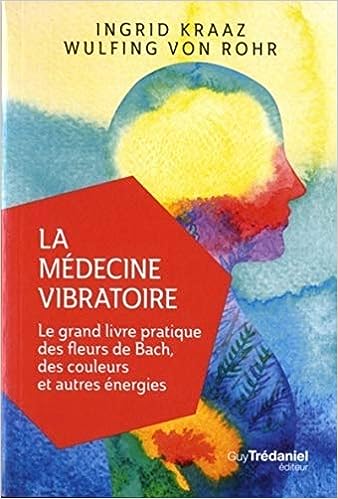 INGRID KRAAZ
WULFING VON ROHR
LA
MÉDECINE
VIBRATOIRE
Le grand livre pratique
des fleurs de Bach,
des couleurs
et autres énergies
Guy Trédaniel
éditeur